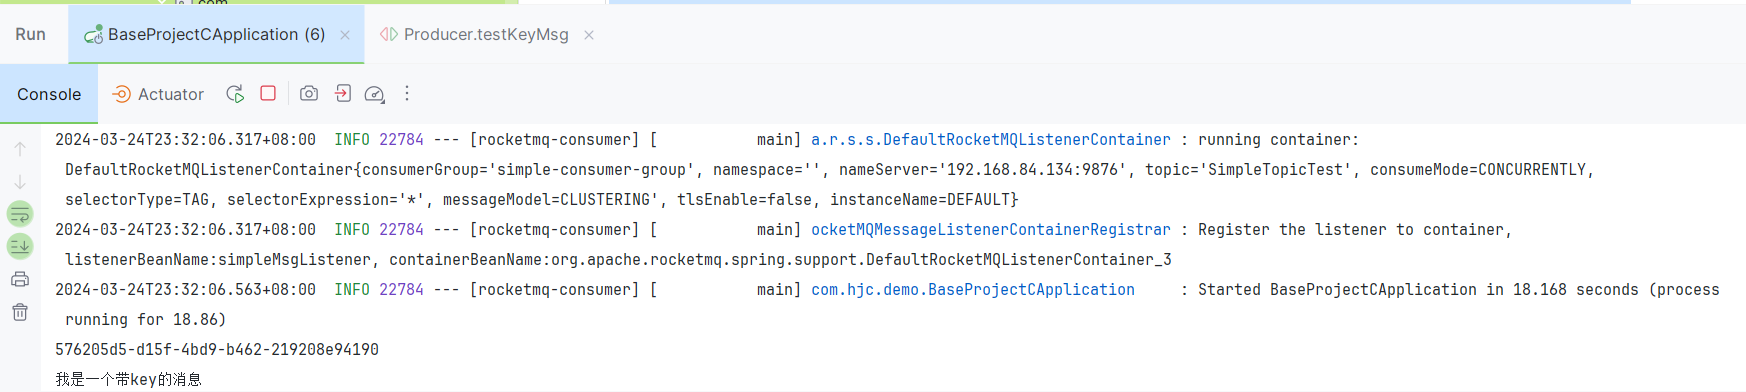 Run BaseProjectCApplication (6) Producer.testKeyMsg
Console Actuator
2024-03-24T23:32:06.317+08:00  INFO 22784 --- [rocketmq-consumer] [           main] a.r.s.s.DefaultRocketMQListenerContainer : running container:
DefaultRocketMQListenerContainer{consumerGroup='simple-consumer-group', namespace='', nameServer='192.168.84.134:9876', topic='SimpleTopicTest', consumeMode=CONCURRENTLY,
selectorType=TAG, selectorExpression='*', messageModel=CLUSTERING', tlsEnable=false, instanceName=DEFAULT}
2024-03-24T23:32:06.317+08:00  INFO 22784 --- [rocketmq-consumer] [           main] ocketMQMessageListenerContainerRegistrar : Register the listener to container,
listenerBeanName:simpleMsgListener, containerBeanName:org.apache.rocketmq.spring.support.DefaultRocketMQListenerContainer_3
2024-03-24T23:32:06.563+08:00  INFO 22784 --- [rocketmq-consumer] [           main] com.hjc.demo.BaseProjectCApplication     : Started BaseProjectCApplication in 18.168 seconds (process
running for 18.86)
576205d5-d15f-4bd9-b462-219208e94190
我是一个带key的消息